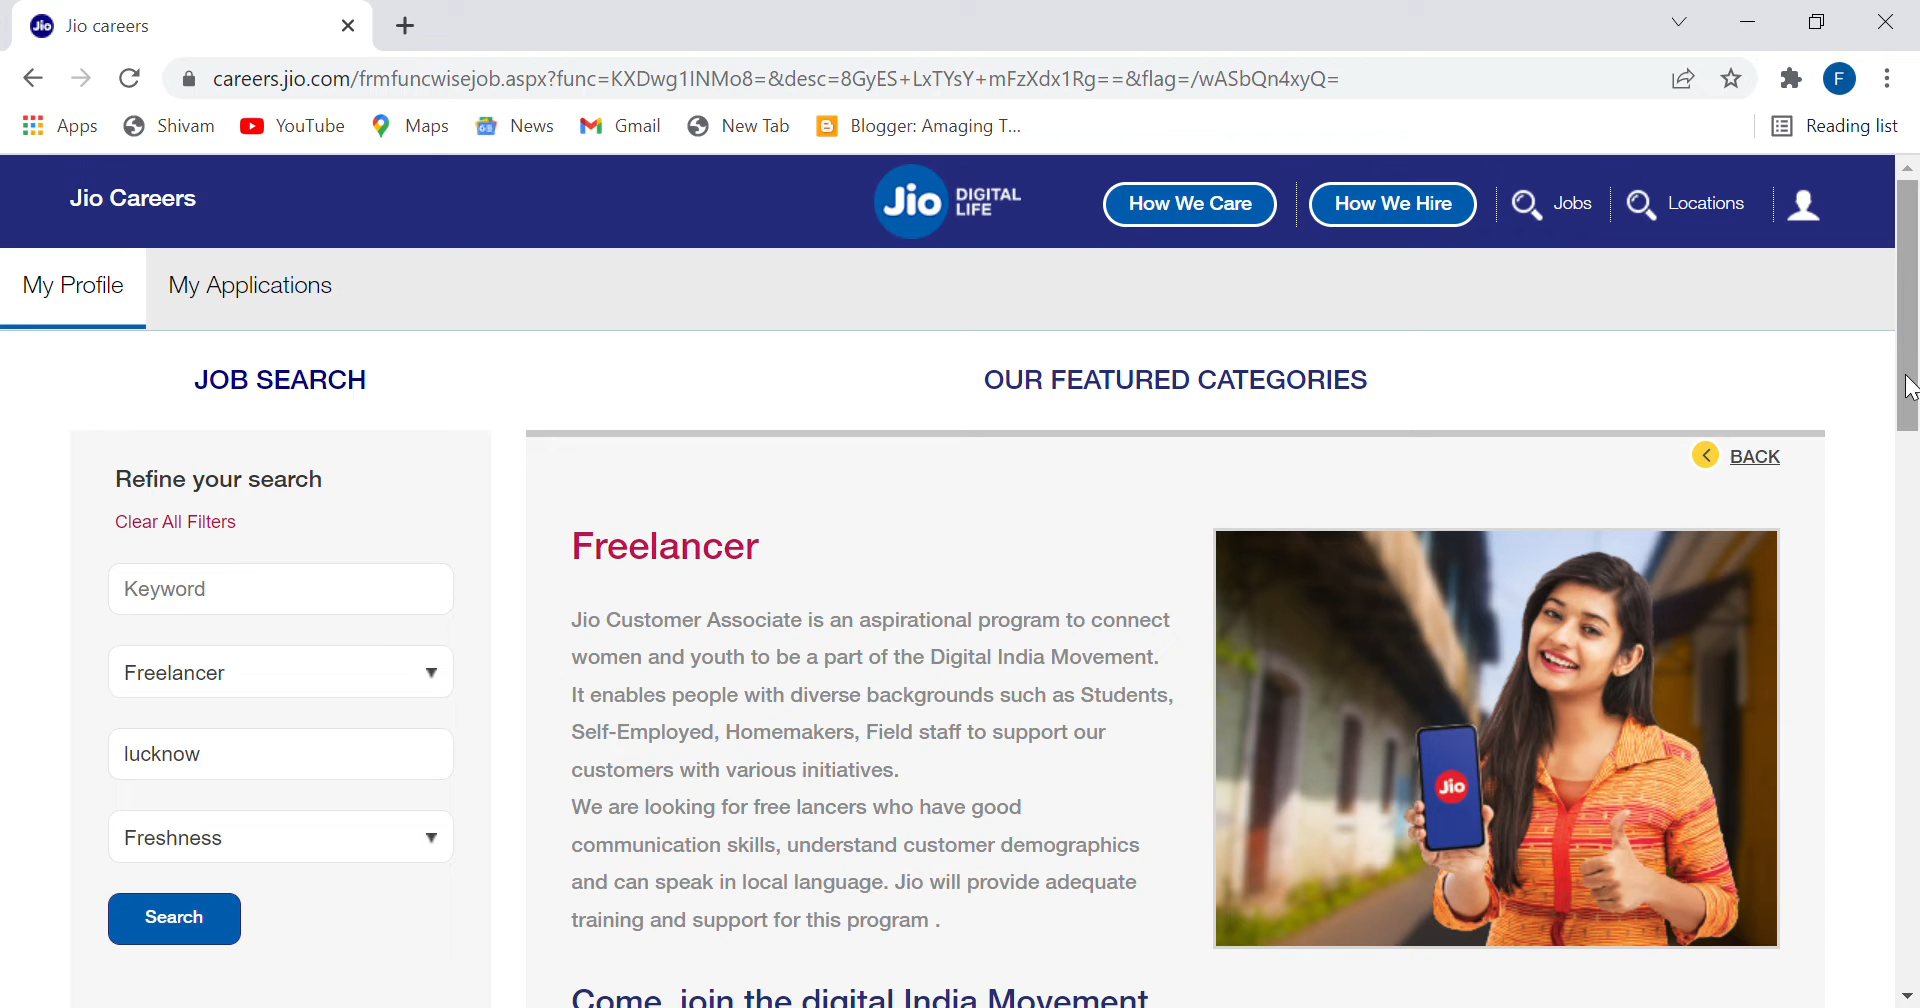 Jio Jio careers
careers.jio.com/frmfuncwisejob.aspx?func=KXDwg1INMo8=&desc=8GyES+LxTYsY+mFzXdx1Rg==&flag=/wASbQn4xyQ=
F
Apps Shivam YouTube Maps News Gmail New Tab Blogger: Amaging T... Reading list
Jio Careers
Jio DIGITAL
LIFE
How We Care How We Hire Jobs Locations
My Profile My Applications
JOB SEARCH
Refine your search
Clear All Filters
Keyword
Freelancer
lucknow
Freshness
Search
OUR FEATURED CATEGORIES
BACK
Freelancer
Jio Customer Associate is an aspirational program to connect
women and youth to be a part of the Digital India Movement.
It enables people with diverse backgrounds such as Students,
Self-Employed, Homemakers, Field staff to support our
customers with various initiatives.
We are looking for free lancers who have good
communication skills, understand customer demographics
and can speak in local language. Jio will provide adequate
training and support for this program .
Jio
Come, join the digital India Movement